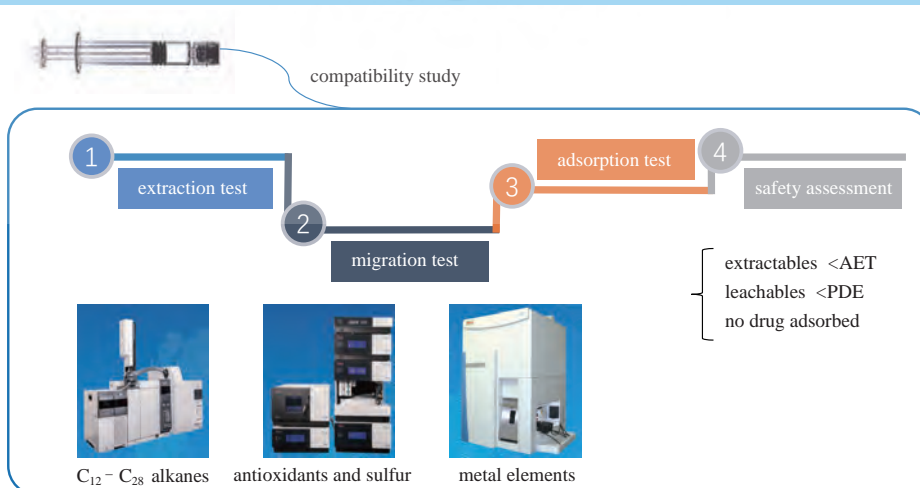 compatibility study
1
extraction test
2
migration test
3
adsorption test
4
safety assessment
extractables <AET
leachables <PDE
no drug adsorbed
C₁₂ – C₂₈ alkanes
antioxidants and sulfur
metal elements